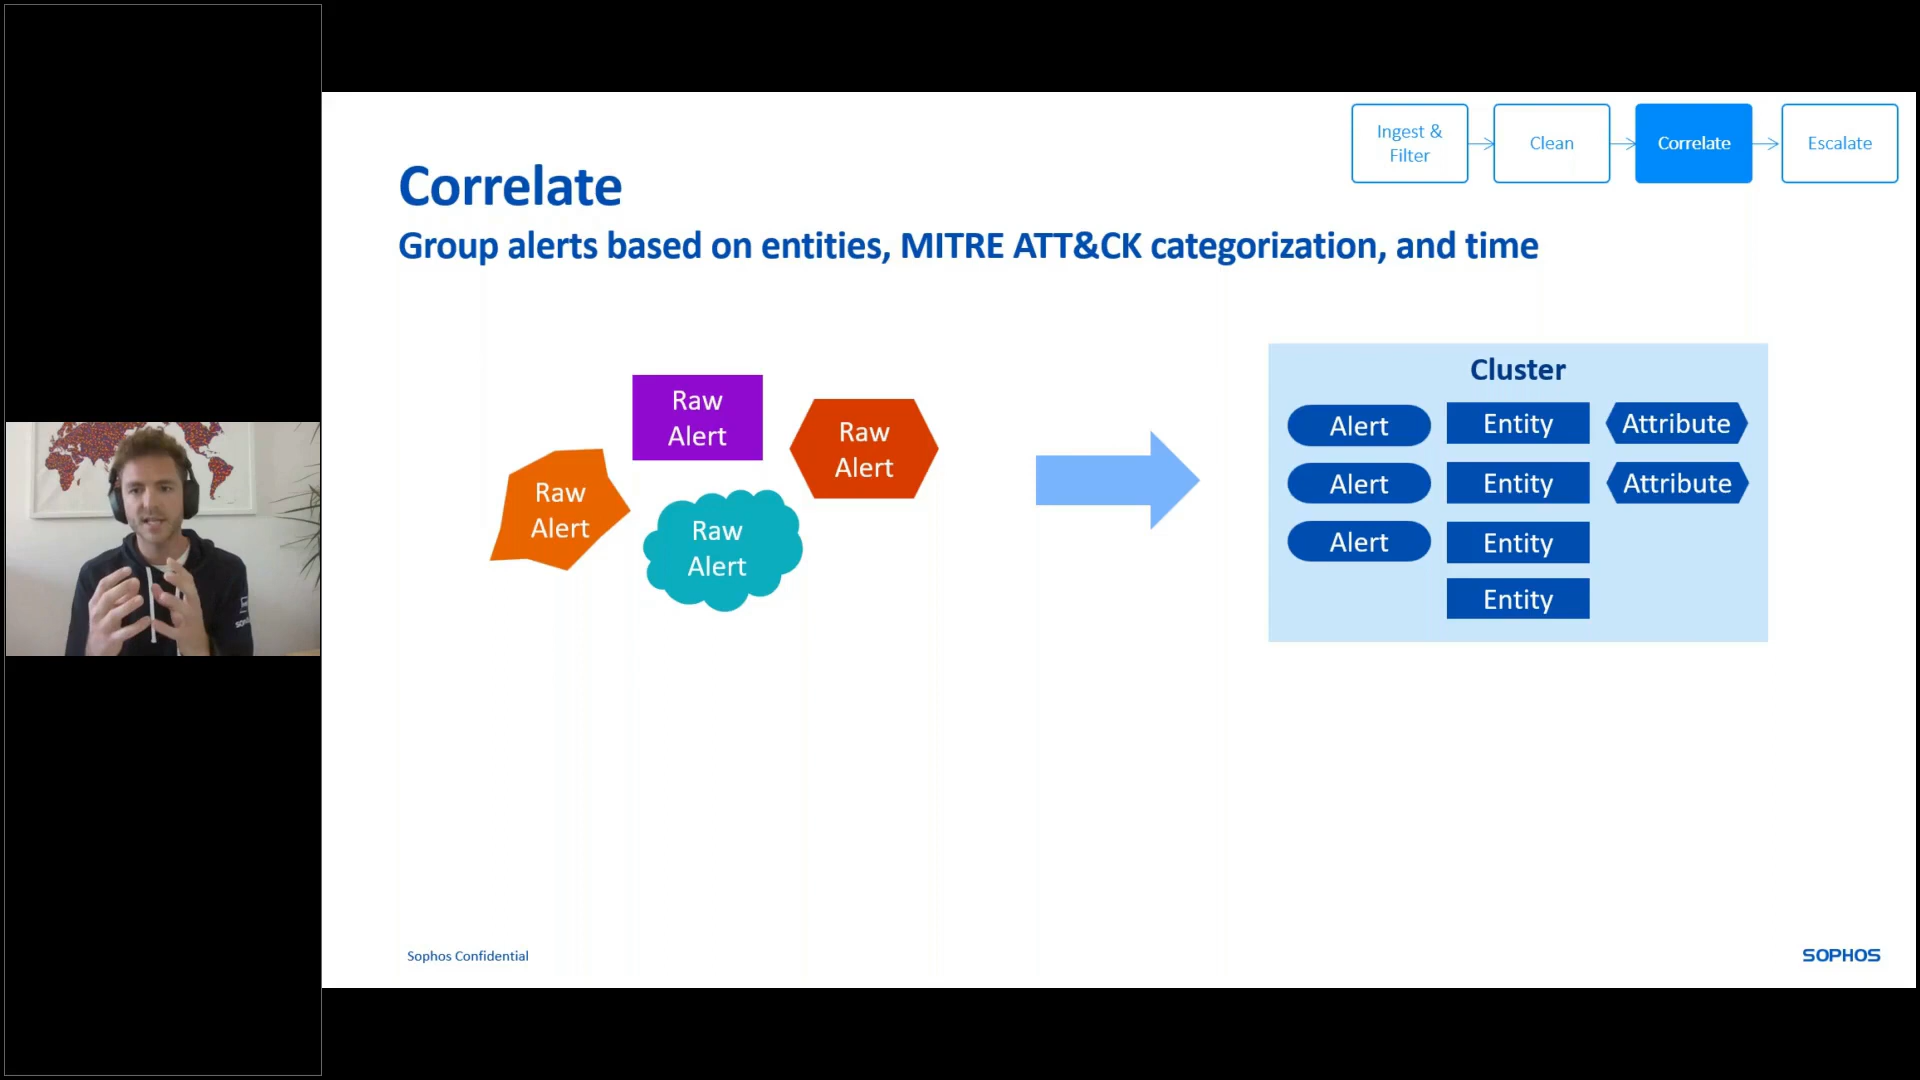 Ingest &
Filter
Clean
Correlate
Escalate
Correlate
Group alerts based on entities, MITRE ATT&CK categorization, and time
Raw
Alert
Raw
Alert
Raw
Alert
Raw
Alert
Cluster
Alert
Entity
Attribute
Alert
Entity
Attribute
Alert
Entity
Entity
Sophos Confidential
SOPHOS